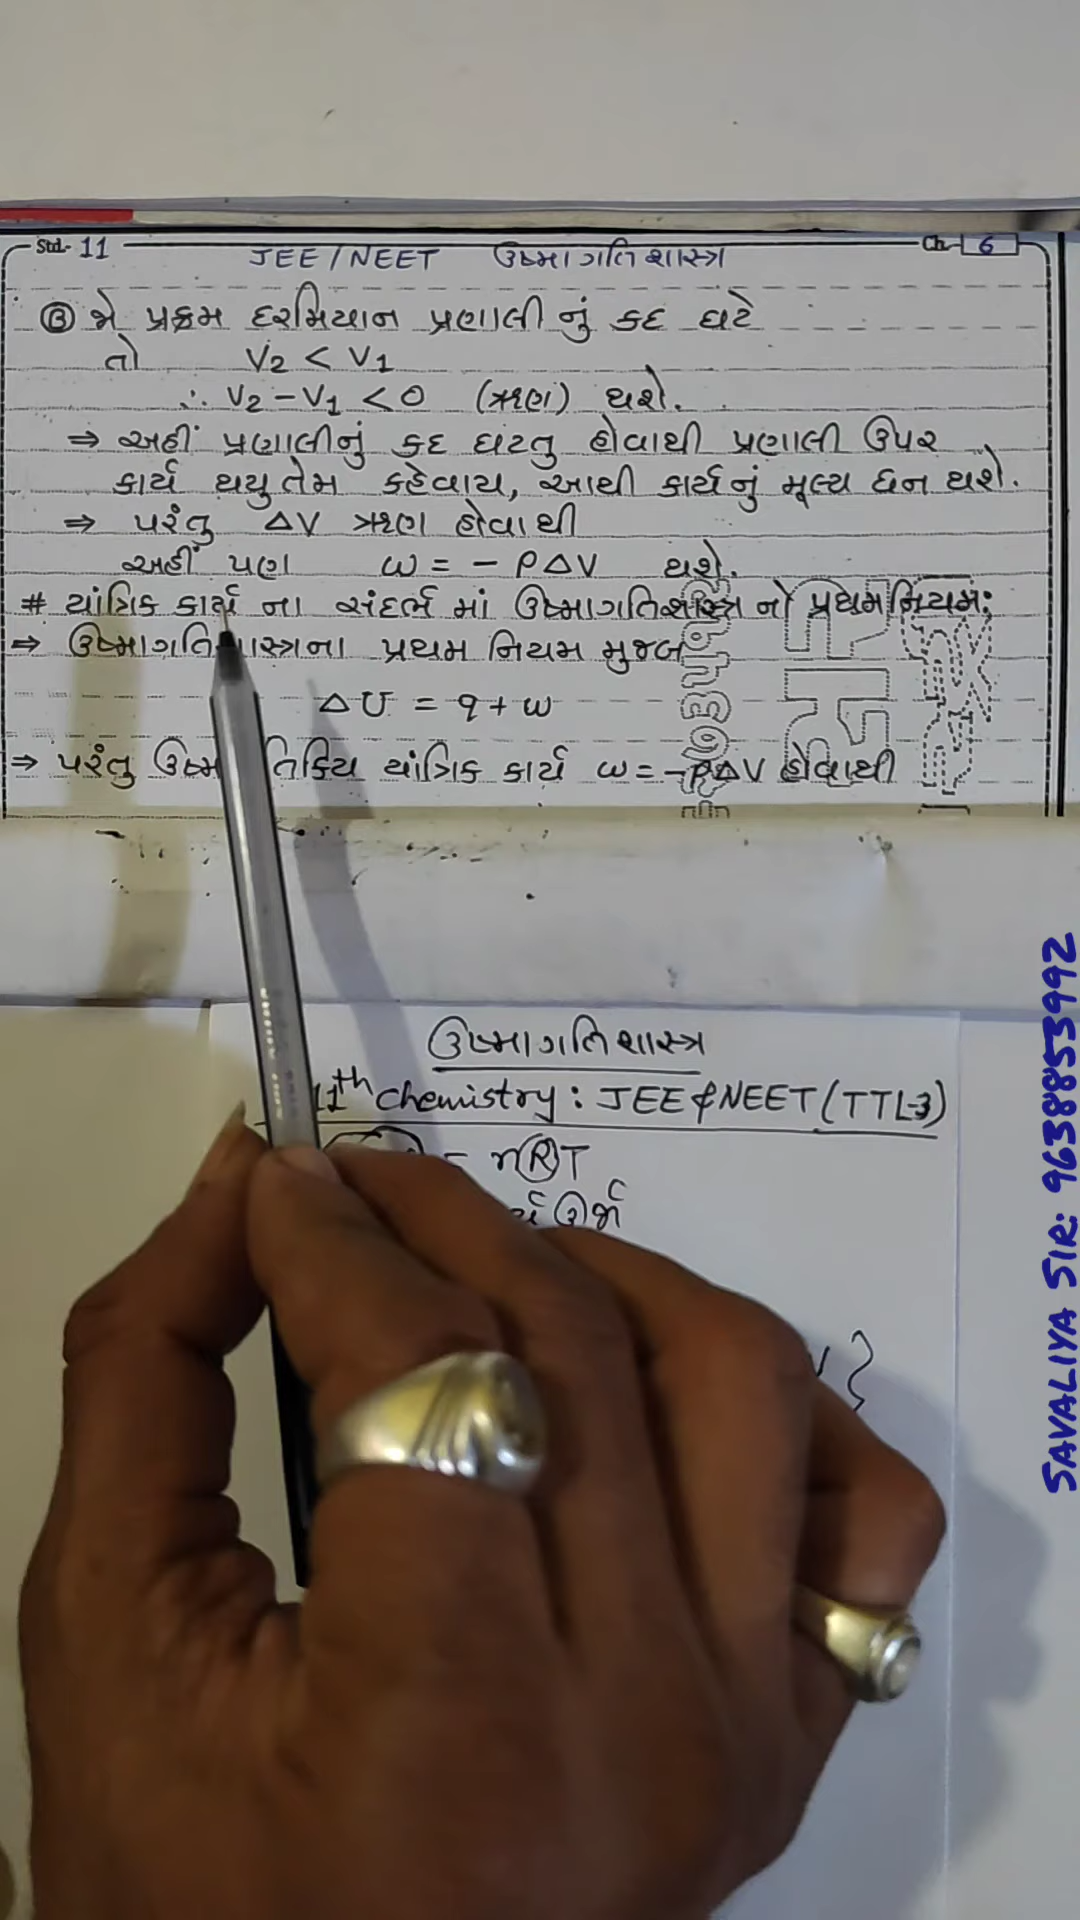 Std.- 11 JEE/NEET ઉષ્માગતિશાસ્ત્ર Ch.- 6
(B) જો પ્રક્રમ દરમિયાન પ્રણાલીનું કદ ઘટે
તો V2 < V1
∴ V2 - V1 < 0 (ઋણ) થશે.
⇒ અહીં પ્રણાલીનું કદ ઘટતુ હોવાથી પ્રણાલી ઉપર
કાર્ય થયુ તેમ કહેવાય, આથી કાર્યનું મૂલ્ય ધન થશે.
⇒ પરંતુ ΔV ઋણ હોવાથી
અહીં પણ ω = - PΔV થશે.
# યાંત્રિક કાર્ય ના સંદર્ભ માં ઉષ્માગતિશાસ્ત્ર નો પ્રથમ નિયમ:
⇒ ઉષ્માગતિશાસ્ત્રના પ્રથમ નિયમ મુજબ
ΔU = q + ω
⇒ પરંતુ યાંત્રિક કાર્ય ω = -PΔV હોવાથી
ઉષ્માગતિશાસ્ત્ર
11th Chemistry: JEE & NEET (TTL-3)
= nRT
ઊર્જા
SAVALIYA SIR: 9638853992